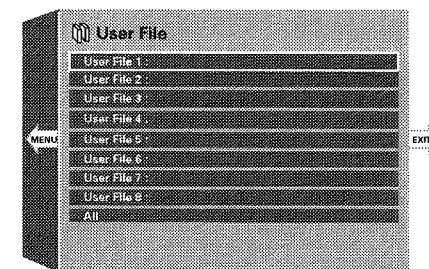 User File
User File 1 :
User File 2 :
User File 3 :
User File 4 :
MENU
User File 5 :
EXIT
User File 6 :
User File 7 :
User File 8 :
All